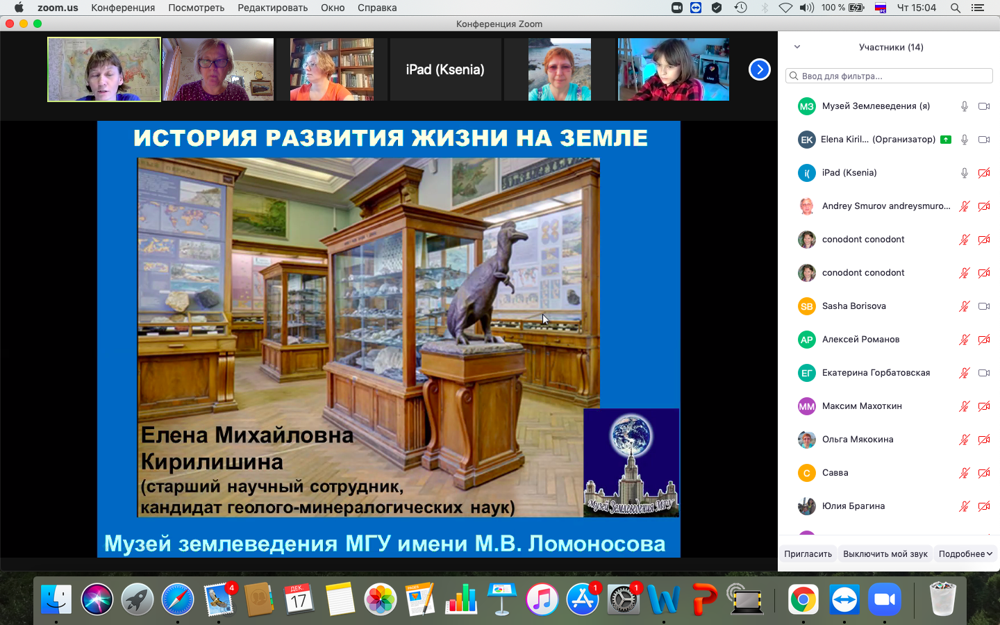 zoom.us Конференция Посмотреть Редактировать Окно Справка 100 % Чт 15:04
Конференция Zoom
iPad (Ksenia)
ИСТОРИЯ РАЗВИТИЯ ЖИЗНИ НА ЗЕМЛЕ
Елена Михайловна
Кирилишина
(старший научный сотрудник,
кандидат геолого-минералогических наук)
Музей Землеведения МГУ
Музей землеведения МГУ имени М.В. Ломоносова
Участники (14)
Ввод для фильтра...
МЗ Музей Землеведения (я)
EK Elena Kiril... (Организатор)
i( iPad (Ksenia)
Andrey Smurov andreysmuro...
conodont conodont
conodont conodont
SB Sasha Borisova
АР Алексей Романов
ЕГ Екатерина Горбатовская
ММ Максим Махоткин
Ольга Мякокина
С Савва
Юлия Брагина
Пригласить Выключить мой звук Подробнее
4
ДЕК.
17
PAGES
1
1